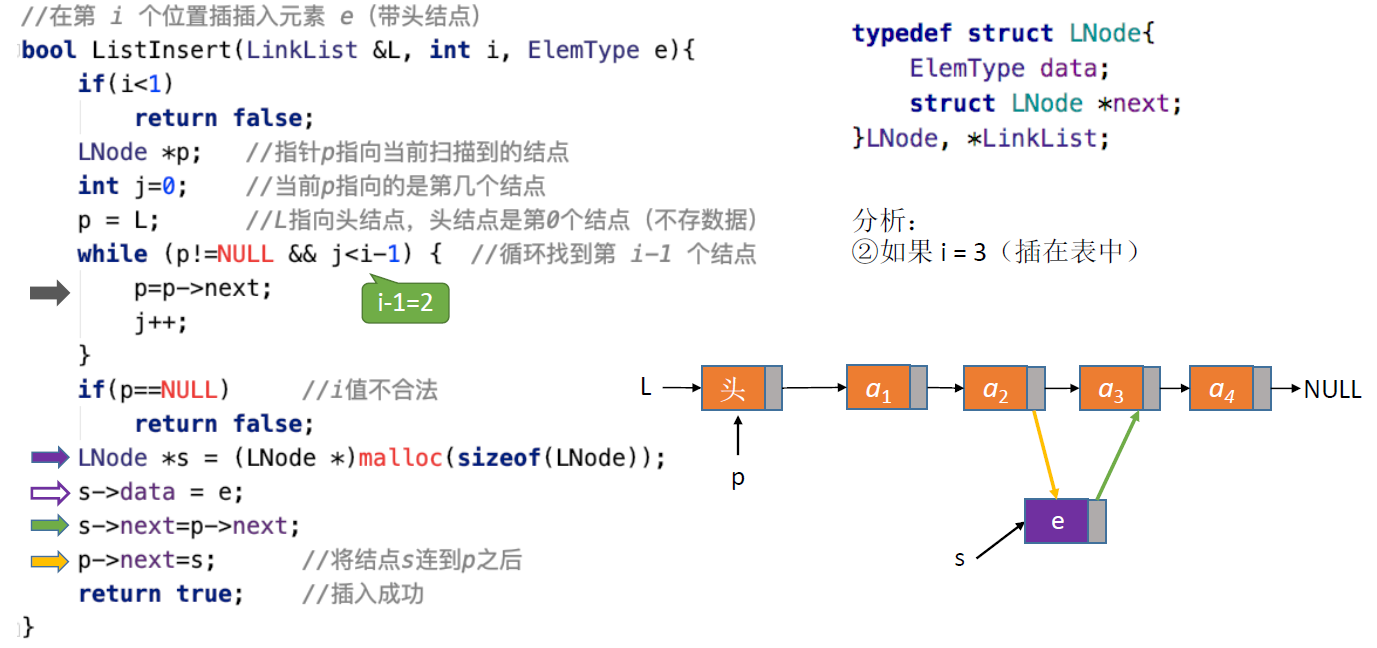 //在第 i 个位置插插入元素 e（带头结点）
bool ListInsert(LinkList &L, int i, ElemType e){
if(i<1)
return false;
LNode *p; //指针p指向当前扫描到的结点
int j=0; //当前p指向的是第几个结点
p = L; //L指向头结点，头结点是第0个结点（不存数据）
while (p!=NULL && j<i-1) { //循环找到第 i-1 个结点
p=p->next;
i-1=2
j++;
}
if(p==NULL) //i值不合法
return false;
LNode *s = (LNode *)malloc(sizeof(LNode));
s->data = e;
s->next=p->next;
p->next=s; //将结点s连到p之后
return true; //插入成功
}
typedef struct LNode{
ElemType data;
struct LNode *next;
}LNode, *LinkList;
分析：
②如果 i = 3（插在表中）
L 头 a1 a2 a3 a4 NULL
p
e
s